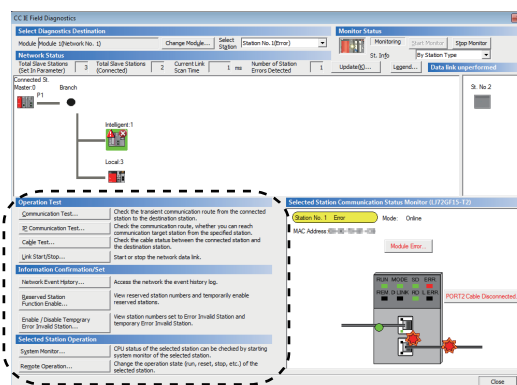 CC IE Field Diagnostics
Select Diagnostics Destination
Monitor Status
Module Module 1(Network No. 1)
Change Module...
Select Station
Station No. 1(Error)
Monitoring
Start Monitor
Stop Monitor
St. Info
By Station Type
Network Status
Total Slave Stations (Set In Parameter) 3
Total Slave Stations (Connected) 2
Current Link Scan Time 1 ms
Number of Station Errors Detected 1
Update(K)...
Legend...
Data link unperformed
Connected St.
Master:0
Branch
P1
St. No.2
Intelligent:1
Local:3
Operation Test
Communication Test...
Check the transient communication route from the connected station to the destination station.
IP Communication Test...
Check the communication route, whether you can reach communication target station from the specified station.
Cable Test...
Check the cable status between the connected station and the destination station.
Link Start/Stop...
Start or stop the network data link.
Information Confirmation/Set
Network Event History...
Access the network the event history log.
Reserved Station Function Enable...
View reserved station numbers and temporarily enable reserved stations.
Enable / Disable Temporary Error Invalid Station...
View station numbers set to Error Invalid Station and temporary Error Invalid Station.
Selected Station Operation
System Monitor...
CPU status of the selected station can be checked by starting system monitor of the selected station.
Remote Operation...
Change the operation state (run, reset, stop, etc.) of the selected station.
Selected Station Communication Status Monitor (LJ72GF15-T2)
Station No. 1 Error
Mode: Online
MAC Address:
Module Error...
RUN MODE SD ERR.
REM. D LINK RD L ERR.
PORT2 Cable Disconnected
Close